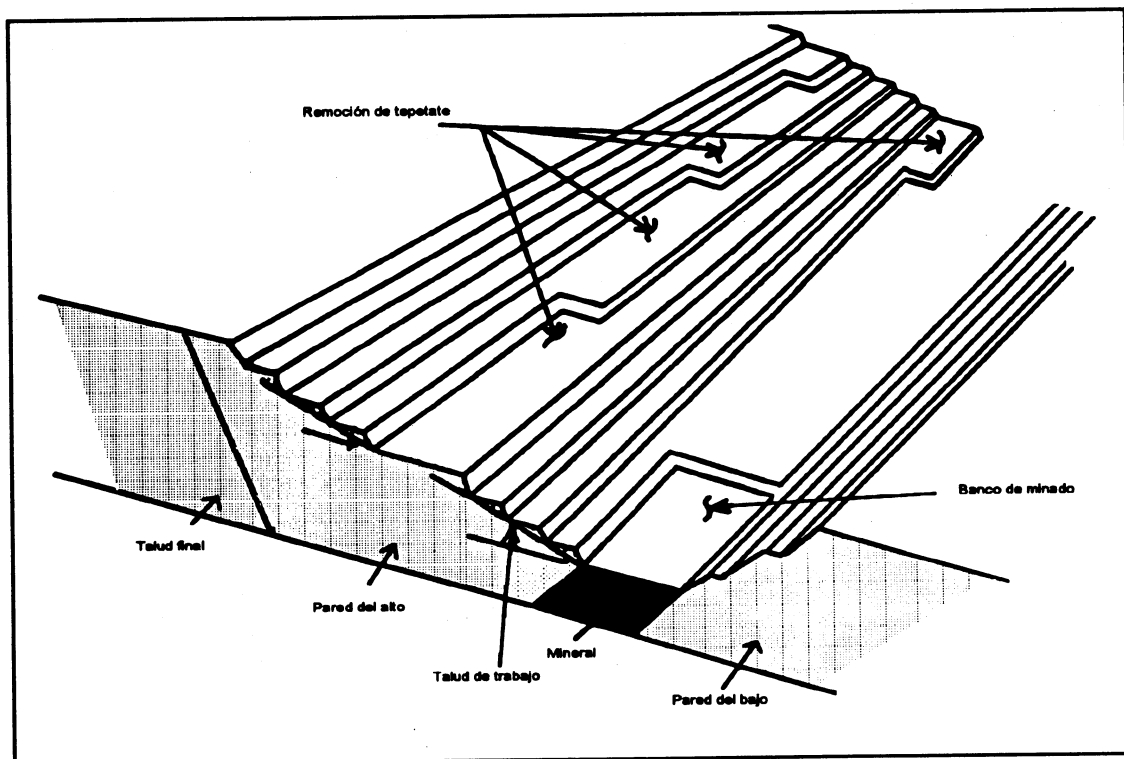 Remoción de tepetate
Banco de minado
Talud final
Pared del alto
Mineral
Talud de trabajo
Pared del bajo